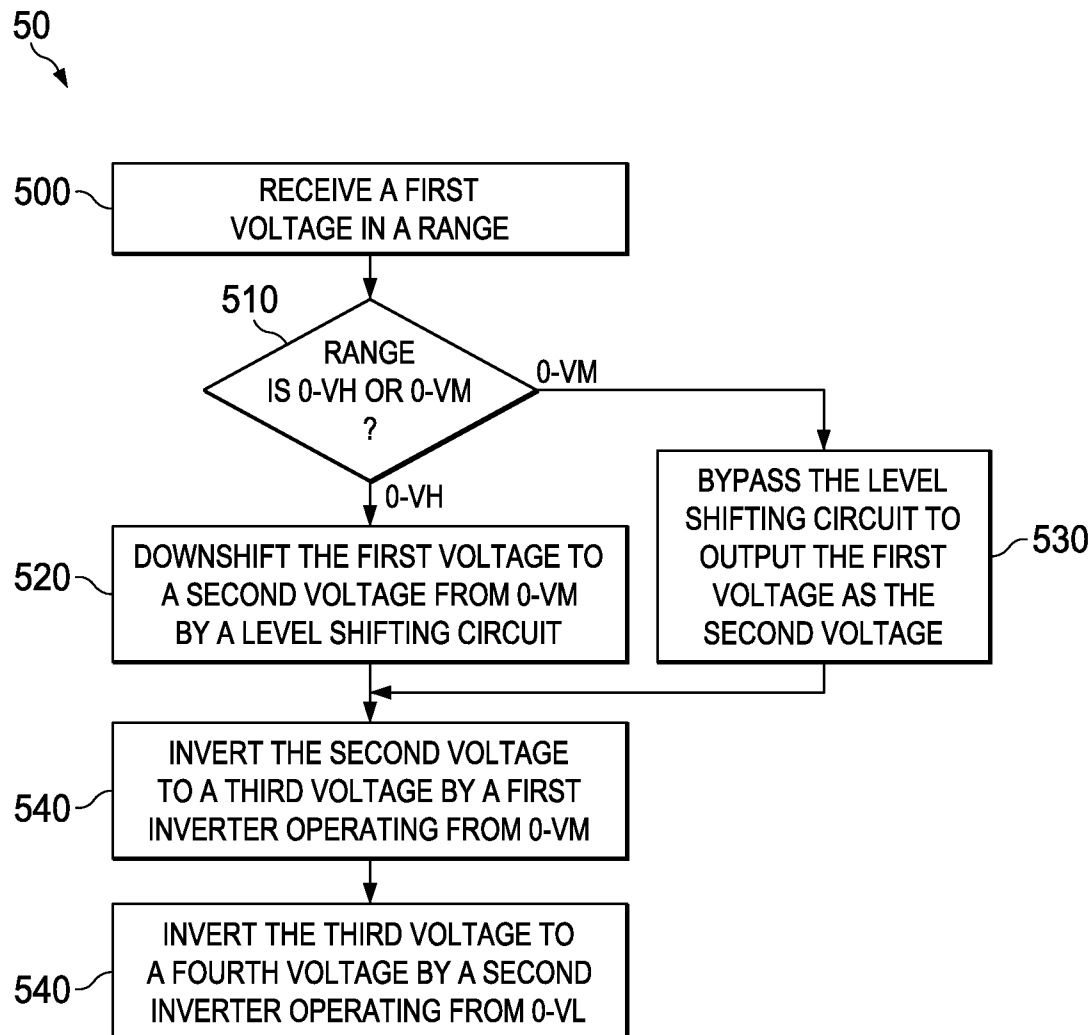 50
500
RECEIVE A FIRST
VOLTAGE IN A RANGE
510
RANGE
IS 0-VH OR 0-VM
?
0-VM
0-VH
520
DOWNSHIFT THE FIRST VOLTAGE TO
A SECOND VOLTAGE FROM 0-VM
BY A LEVEL SHIFTING CIRCUIT
BYPASS THE LEVEL
SHIFTING CIRCUIT TO
OUTPUT THE FIRST
VOLTAGE AS THE
SECOND VOLTAGE
530
540
INVERT THE SECOND VOLTAGE
TO A THIRD VOLTAGE BY A FIRST
INVERTER OPERATING FROM 0-VM
540
INVERT THE THIRD VOLTAGE TO
A FOURTH VOLTAGE BY A SECOND
INVERTER OPERATING FROM 0-VL